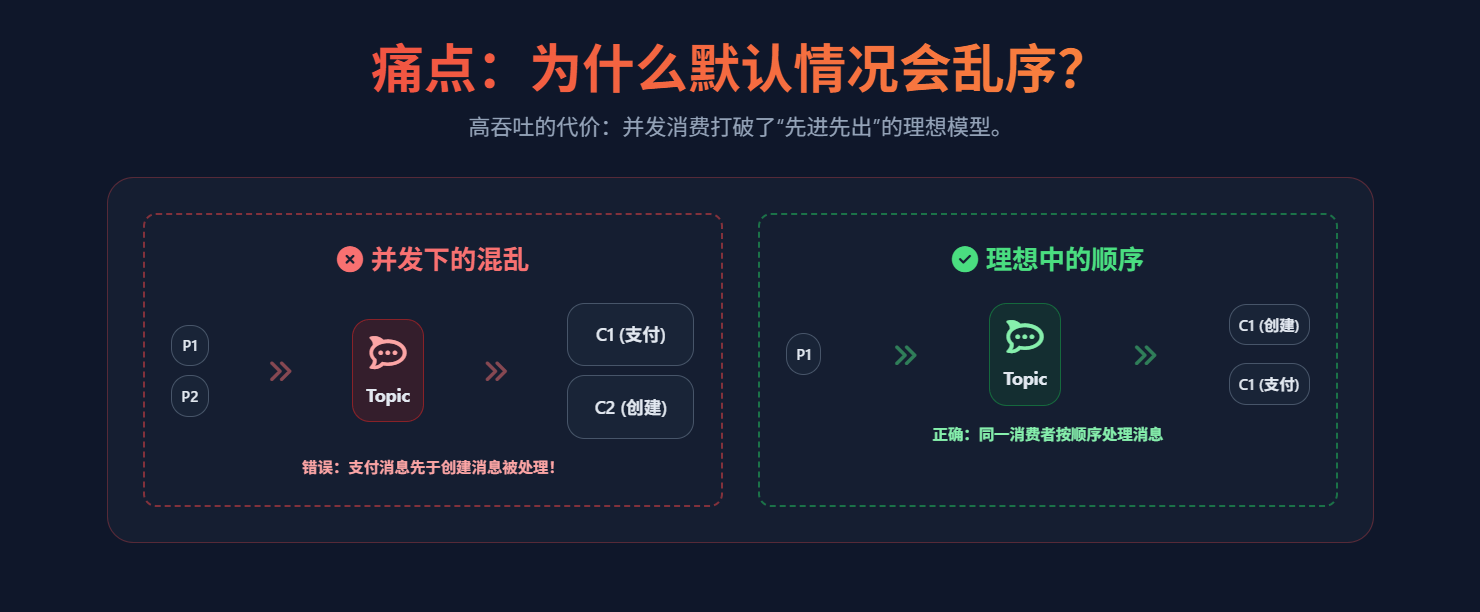 痛点：为什么默认情况会乱序？
高吞吐的代价：并发消费打破了“先进先出”的理想模型。
并发下的混乱
P1
P2
Topic
C1 (支付)
C2 (创建)
错误：支付消息先于创建消息被处理！
理想中的顺序
P1
Topic
C1 (创建)
C1 (支付)
正确：同一消费者按顺序处理消息